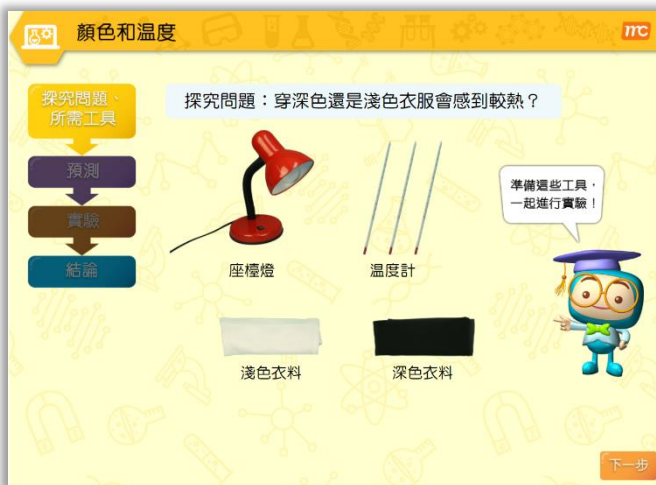 顏色和温度
mc
探究問題、
所需工具
預測
實驗
結論
探究問題：穿深色還是淺色衣服會感到較熱？
座檯燈
温度計
準備這些工具，
一起進行實驗！
淺色衣料
深色衣料
下一步